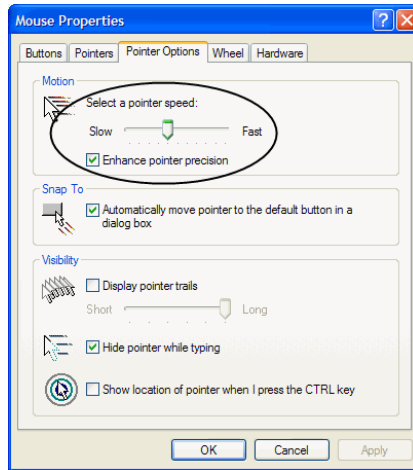 Mouse Properties
Buttons Pointers Pointer Options Wheel Hardware
Motion
Select a pointer speed:
Slow Fast
Enhance pointer precision
Snap To
Automatically move pointer to the default button in a
dialog box
Visibility
Display pointer trails
Short Long
Hide pointer while typing
Show location of pointer when I press the CTRL key
OK Cancel Apply